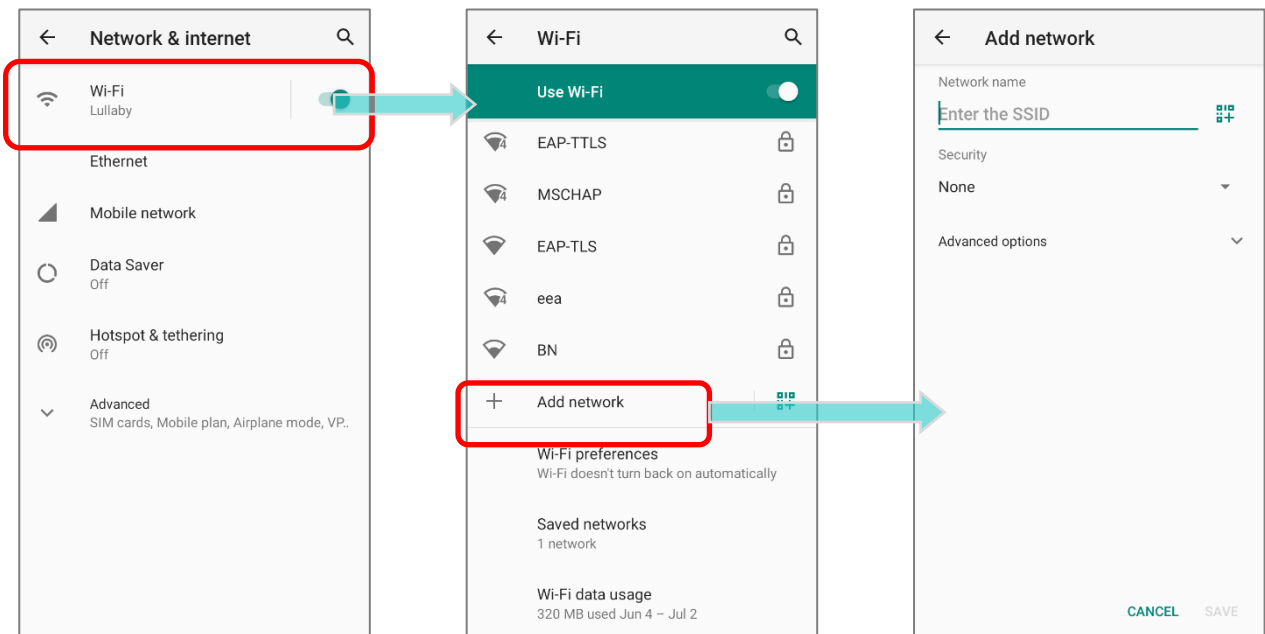 Network & internet
Wi-Fi
Lullaby
Ethernet
Mobile network
Data Saver
Off
Hotspot & tethering
Off
Advanced
SIM cards, Mobile plan, Airplane mode, VP..
Wi-Fi
Use Wi-Fi
4 EAP-TTLS
4 MSCHAP
EAP-TLS
4 eea
BN
Add network
Wi-Fi preferences
Wi-Fi doesn't turn back on automatically
Saved networks
1 network
Wi-Fi data usage
320 MB used Jun 4 – Jul 2
Add network
Network name
Enter the SSID
Security
None
Advanced options
CANCEL SAVE